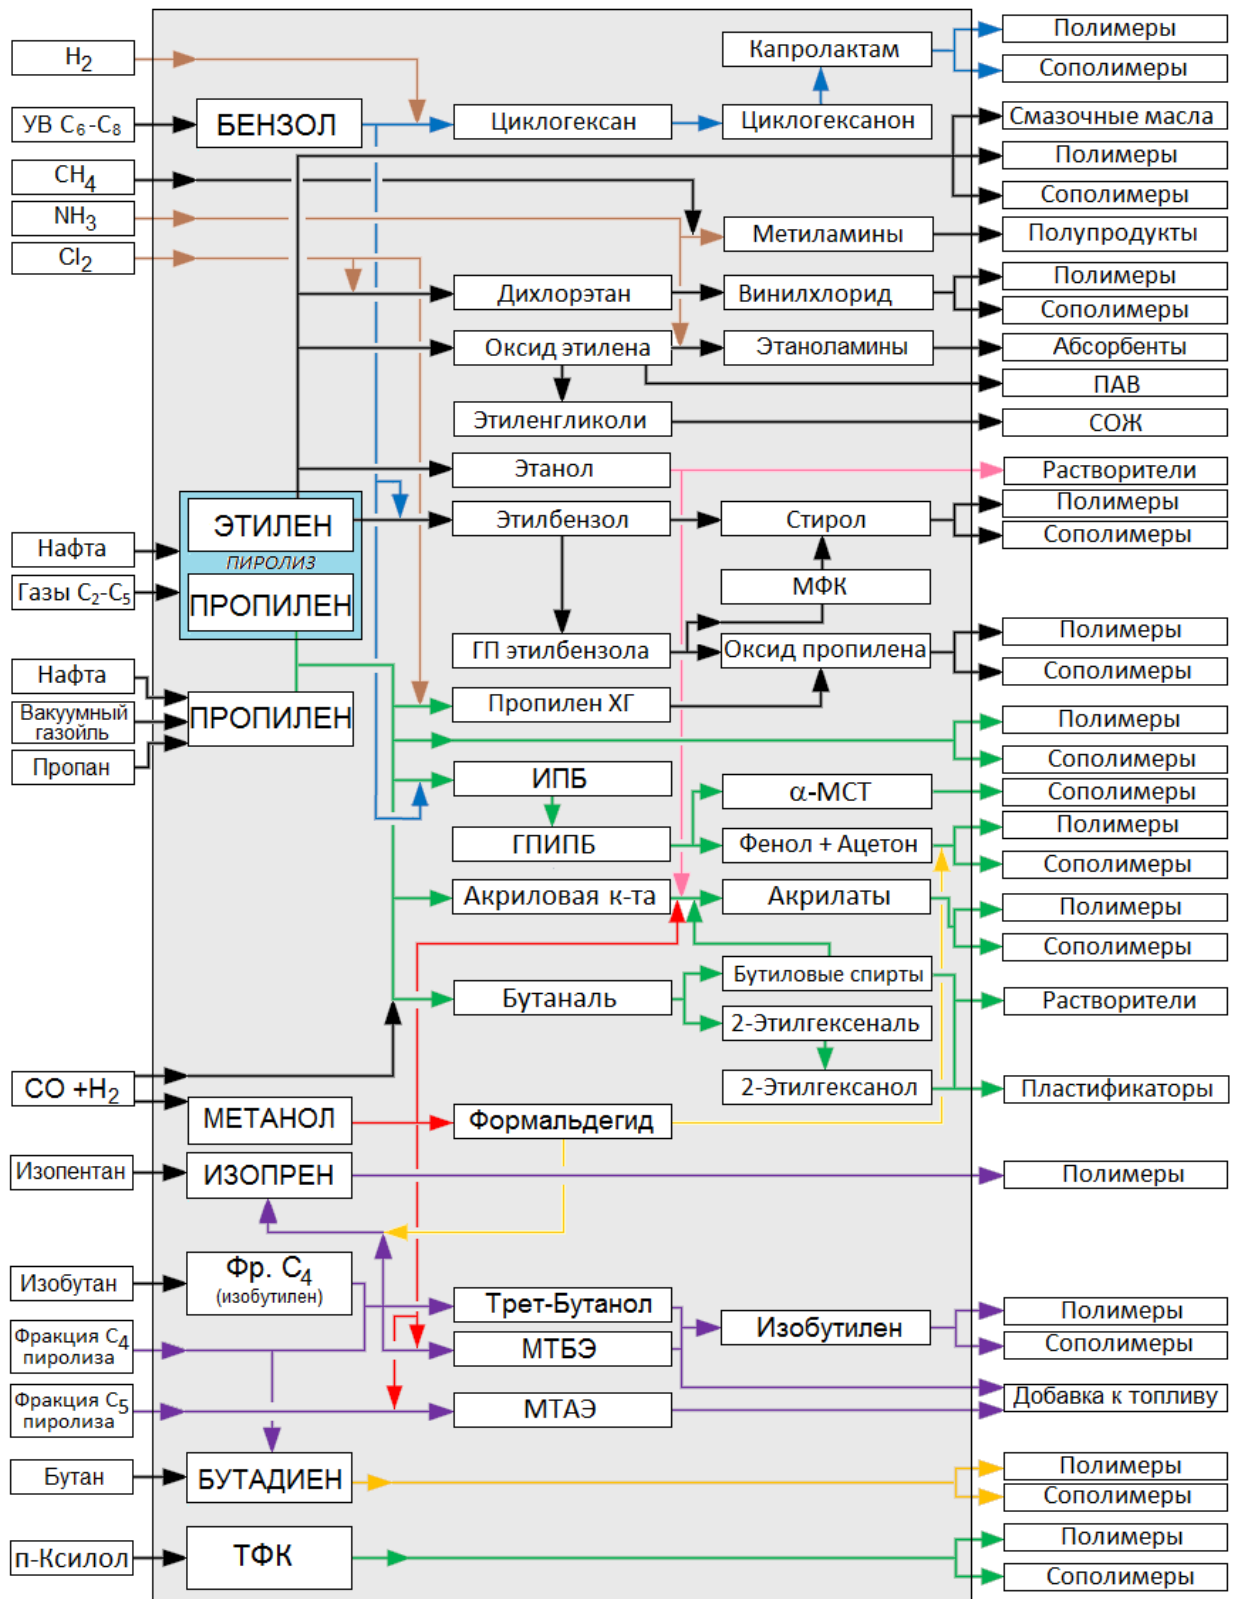 H2
УВ C6-C8
CH4
NH3
Cl2
Нафта
Газы C2-C5
Нафта
Вакуумный
газойль
Пропан
CO +H2
Изопентан
Изобутан
Фракция C4
пиролиза
Фракция C5
пиролиза
Бутан
п-Ксилол
БЕНЗОЛ
ЭТИЛЕН
ПИРОЛИЗ
ПРОПИЛЕН
ПРОПИЛЕН
МЕТАНОЛ
ИЗОПРЕН
Фр. C4
(изобутилен)
БУТАДИЕН
ТФК
Циклогексан
Дихлорэтан
Оксид этилена
Этиленгликоли
Этанол
Этилбензол
ГП этилбензола
Пропилен ХГ
ИПБ
ГПИПБ
Акриловая к-та
Бутаналь
Формальдегид
Трет-Бутанол
МТБЭ
МТАЭ
Капролактам
Циклогексанон
Метиламины
Винилхлорид
Этаноламины
Стирол
МФК
Оксид пропилена
α-МСТ
Фенол + Ацетон
Акрилаты
Бутиловые спирты
2-Этилгексеналь
2-Этилгексанол
Изобутилен
Полимеры
Сополимеры
Смазочные масла
Полимеры
Сополимеры
Полупродукты
Полимеры
Сополимеры
Абсорбенты
ПАВ
СОЖ
Растворители
Полимеры
Сополимеры
Полимеры
Сополимеры
Полимеры
Сополимеры
Сополимеры
Полимеры
Сополимеры
Полимеры
Сополимеры
Растворители
Пластификаторы
Полимеры
Полимеры
Сополимеры
Добавка к топливу
Полимеры
Сополимеры
Полимеры
Сополимеры